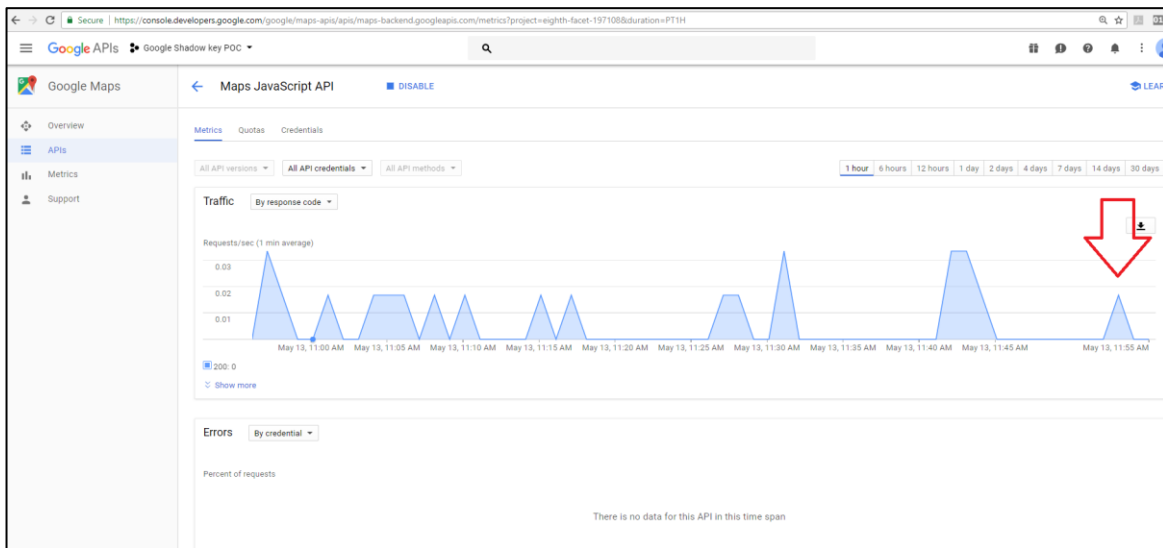 Secure | https://console.developers.google.com/google/maps-apis/apis/maps-backend.googleapis.com/metrics?project=eighth-facet-197108&duration=PT1H
Google APIs Google Shadow key POC
Google Maps
Maps JavaScript API DISABLE LEAR
Overview
APIs
Metrics
Support
Metrics Quotas Credentials
All API versions All API credentials All API methods 1 hour 6 hours 12 hours 1 day 2 days 4 days 7 days 14 days 30 days
Traffic By response code
Requests/sec (1 min average)
0.03
0.02
0.01
May 13, 11:00 AM May 13, 11:05 AM May 13, 11:10 AM May 13, 11:15 AM May 13, 11:20 AM May 13, 11:25 AM May 13, 11:30 AM May 13, 11:35 AM May 13, 11:40 AM May 13, 11:45 AM May 13, 11:55 AM
200: 0
Show more
Errors By credential
Percent of requests
There is no data for this API in this time span